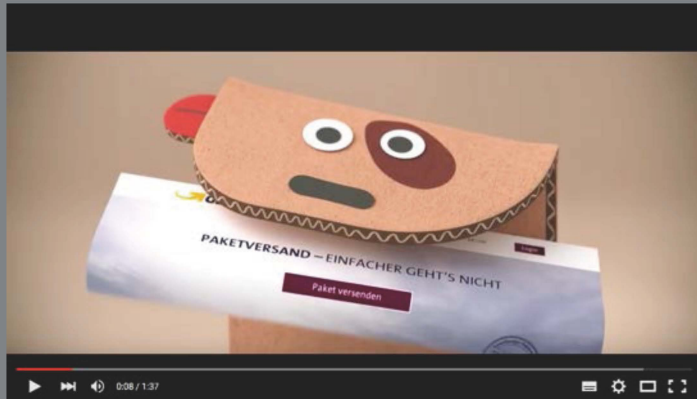 PAKETVERSAND – EINFACHER GEHT'S NICHT
Login
Paket versenden
0:08 / 1:37